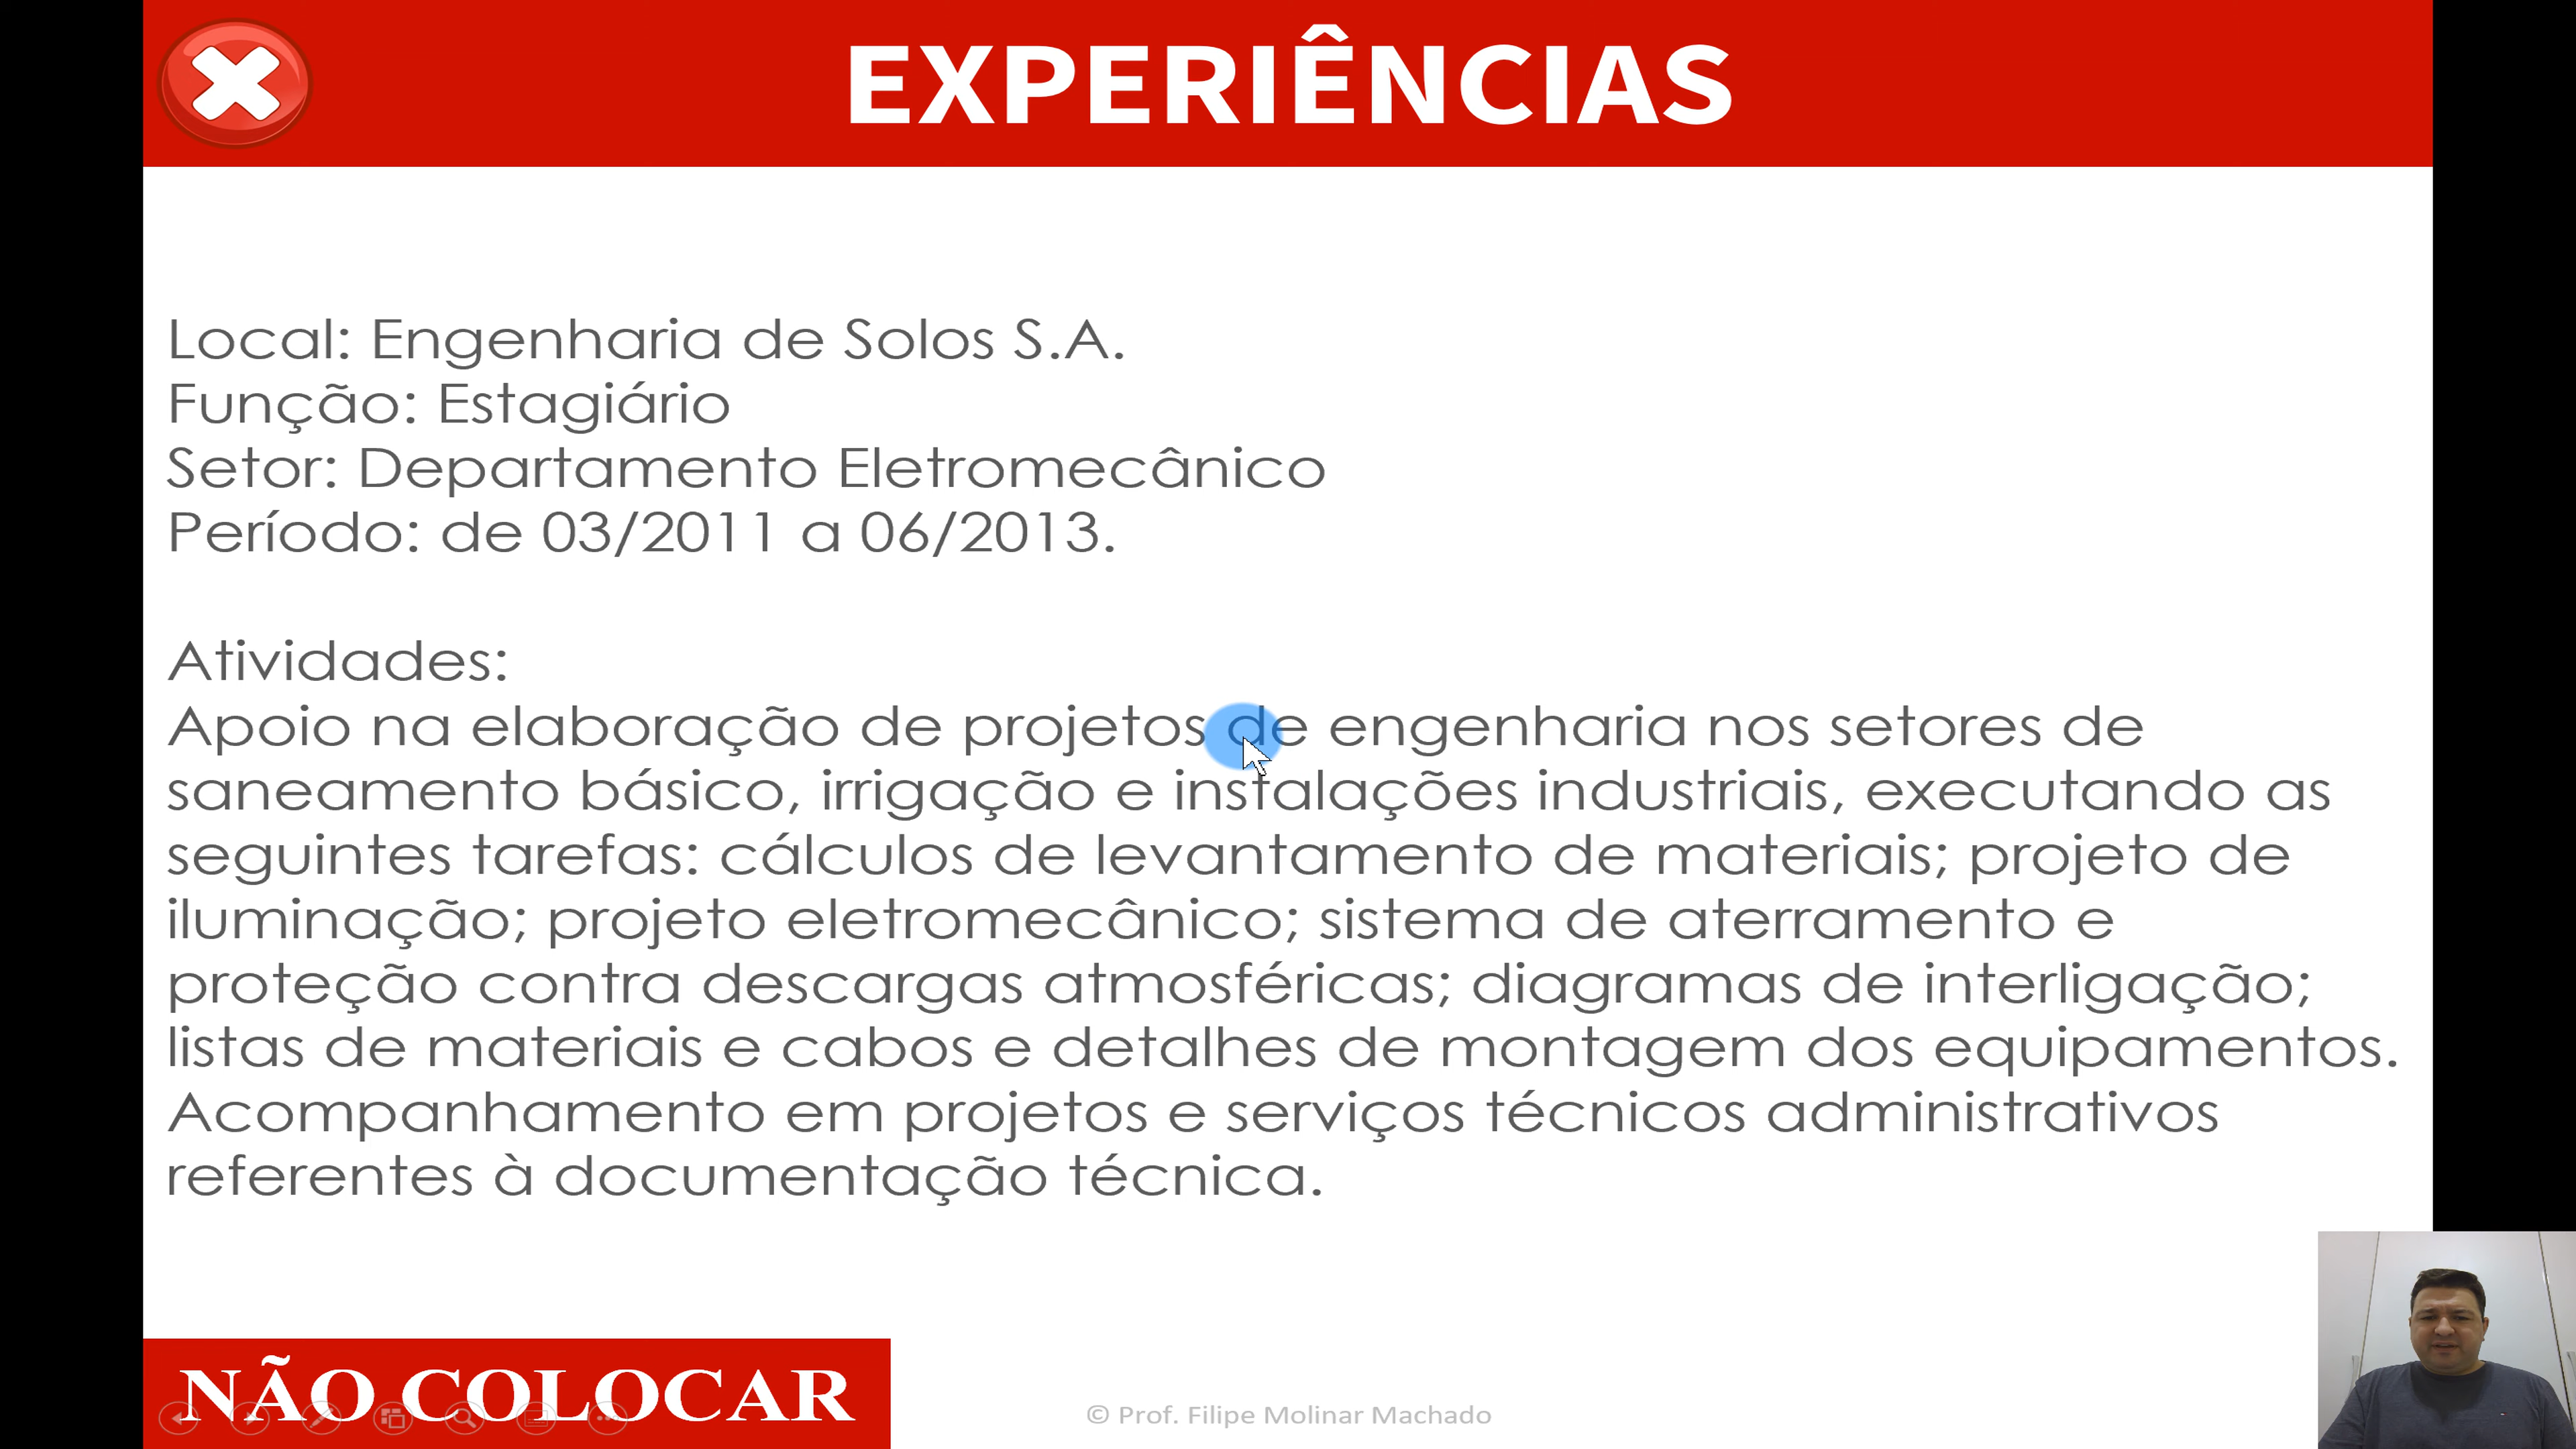 EXPERIÊNCIAS
Local: Engenharia de Solos S.A.
Função: Estagiário
Setor: Departamento Eletromecânico
Período: de 03/2011 a 06/2013.
Atividades:
Apoio na elaboração de projetos de engenharia nos setores de
saneamento básico, irrigação e instalações industriais, executando as
seguintes tarefas: cálculos de levantamento de materiais; projeto de
iluminação; projeto eletromecânico; sistema de aterramento e
proteção contra descargas atmosféricas; diagramas de interligação;
listas de materiais e cabos e detalhes de montagem dos equipamentos.
Acompanhamento em projetos e serviços técnicos administrativos
referentes à documentação técnica.
NÃO COLOCAR
© Prof. Filipe Molinar Machado